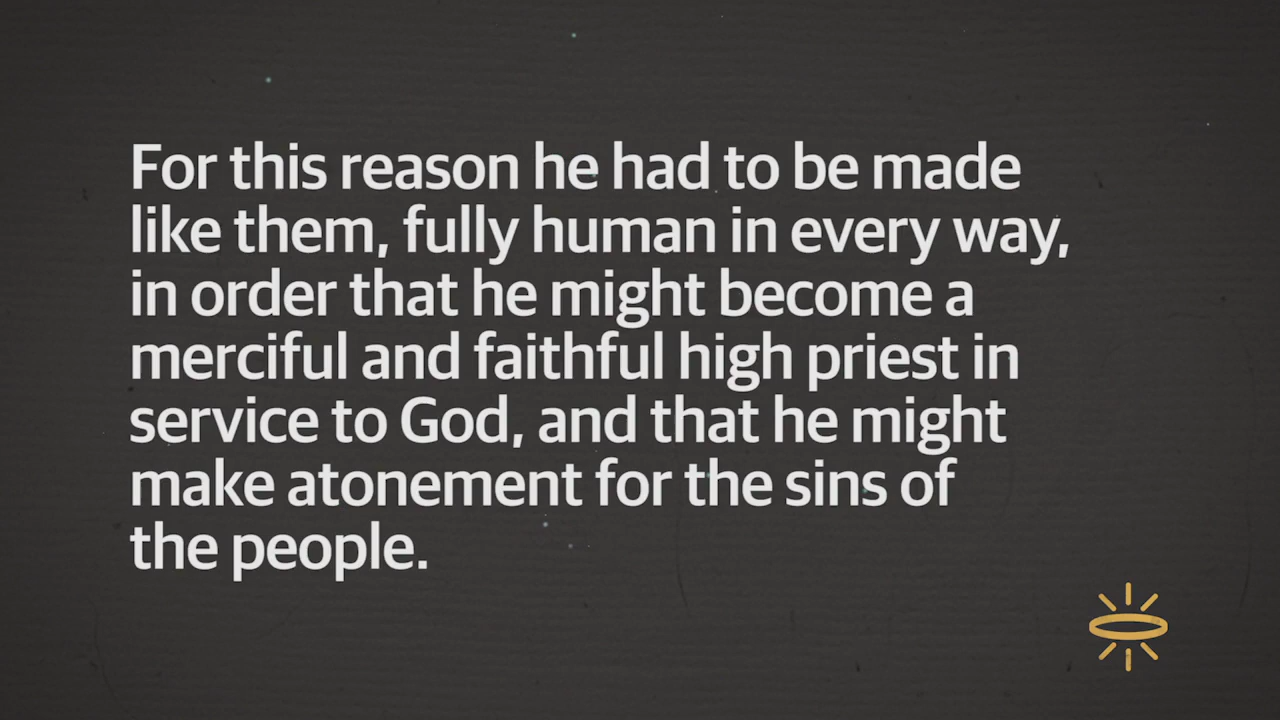 For this reason he had to be made
like them, fully human in every way,
in order that he might become a
merciful and faithful high priest in
service to God, and that he might
make atonement for the sins of
the people.